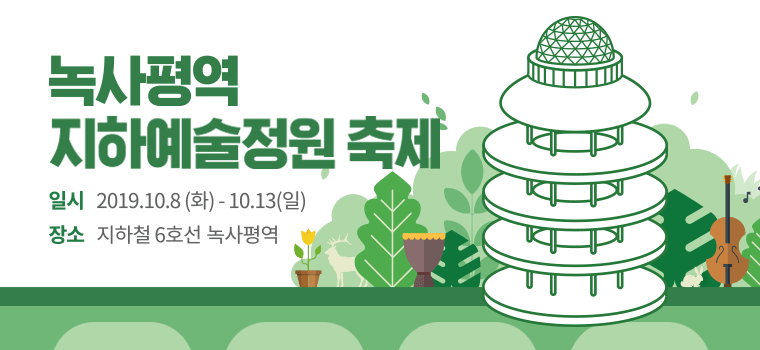 녹사평역
지하예술정원 축제
일시 2019.10.8 (화) - 10.13(일)
장소 지하철 6호선 녹사평역